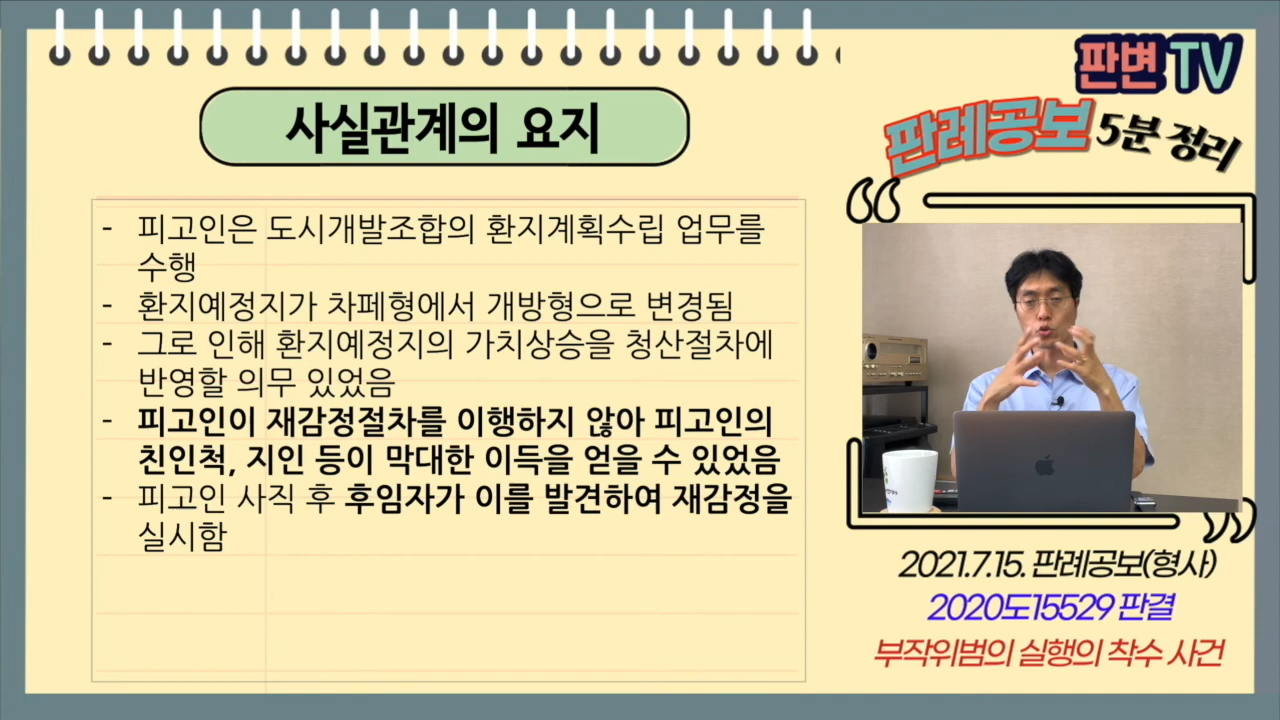 판변TV
판례공보 5분 정리
사실관계의 요지
- 피고인은 도시개발조합의 환지계획수립 업무를
수행
- 환지예정지가 차폐형에서 개방형으로 변경됨
- 그로 인해 환지예정지의 가치상승을 청산절차에
반영할 의무 있었음
- 피고인이 재감정절차를 이행하지 않아 피고인의
친인척, 지인 등이 막대한 이득을 얻을 수 있었음
- 피고인 사직 후 후임자가 이를 발견하여 재감정을
실시함
2021.7.15. 판례공보(형사)
2020도15529 판결
부작위범의 실행의 착수 사건